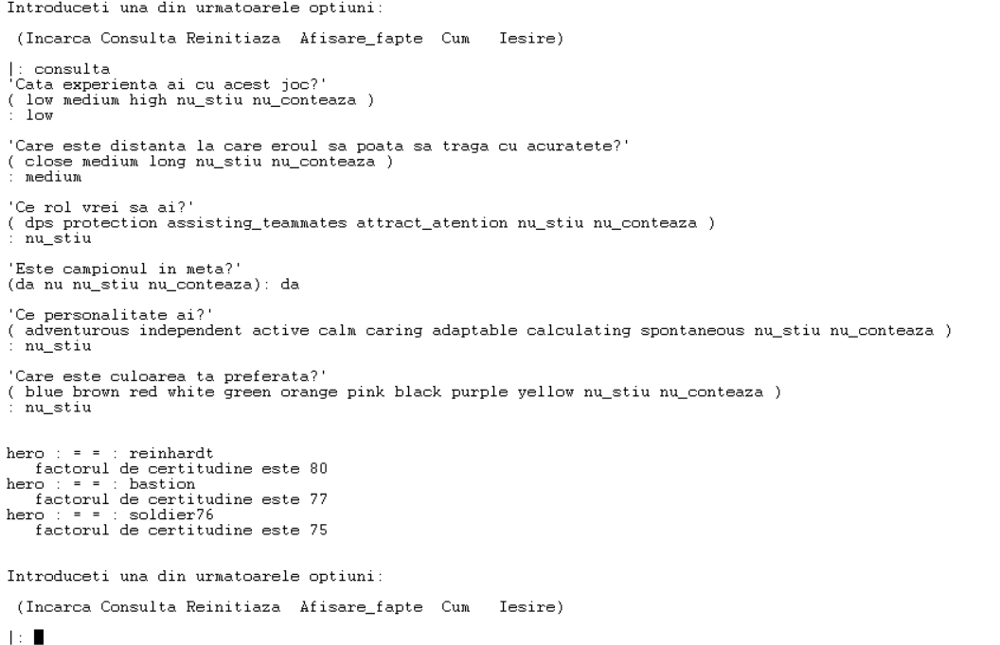 Introduceti una din urmatoarele optiuni:
(Incarca Consulta Reinitiaza  Afisare_fapte  Cum   Iesire)
|: consulta
'Cata experienta ai cu acest joc?'
( low medium high nu_stiu nu_conteaza )
: low
'Care este distanta la care eroul sa poata sa traga cu acuratete?'
( close medium long nu_stiu nu_conteaza )
: medium
'Ce rol vrei sa ai?'
( dps protection assisting_teammates attract_atention nu_stiu nu_conteaza )
: nu_stiu
'Este campionul in meta?'
(da nu nu_stiu nu_conteaza): da
'Ce personalitate ai?'
( adventurous independent active calm caring adaptable calculating spontaneous nu_stiu nu_conteaza )
: nu_stiu
'Care este culoarea ta preferata?'
( blue brown red white green orange pink black purple yellow nu_stiu nu_conteaza )
: nu_stiu
hero : = = : reinhardt
factorul de certitudine este 80
hero : = = : bastion
factorul de certitudine este 77
hero : = = : soldier76
factorul de certitudine este 75
Introduceti una din urmatoarele optiuni:
(Incarca Consulta Reinitiaza  Afisare_fapte  Cum   Iesire)
|: